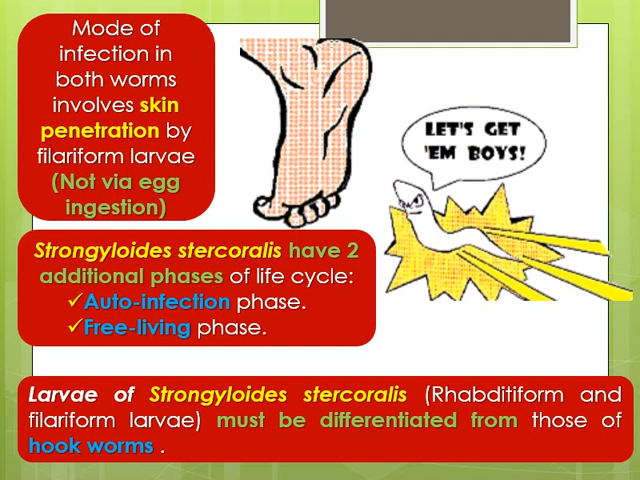 Mode of
infection in
both worms
involves skin
penetration by
filariform larvae
(Not via egg
ingestion)
LET'S GET
'EM BOYS!
Strongyloides stercoralis have 2
additional phases of life cycle:
✓Auto-infection phase.
✓Free-living phase.
Larvae of Strongyloides stercoralis (Rhabditiform and
filariform larvae) must be differentiated from those of
hook worms .